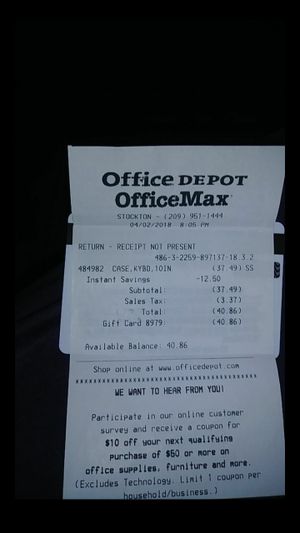 Office DEPOT
OfficeMax
STOCKTON - (209) 951-1444
04/02/2018 8:05 PM
RETURN - RECEIPT NOT PRESENT
486-3-2259-897137-18.3.2
484982 CASE,KYBD,10IN (37.49) SS
Instant Savings -12.50
Subtotal: (37.49)
Sales Tax: (3.37)
Total: (40.86)
Gift Card 8979: (40.86)
Available Balance: 40.86
Shop online at www.officedepot.com
WE WANT TO HEAR FROM YOU!
Participate in our online customer
survey and receive a coupon for
$10 off your next qualifying
purchase of $50 or more on
office supplies, furniture and more.
(Excludes Technology. Limit 1 coupon per
household/business.)